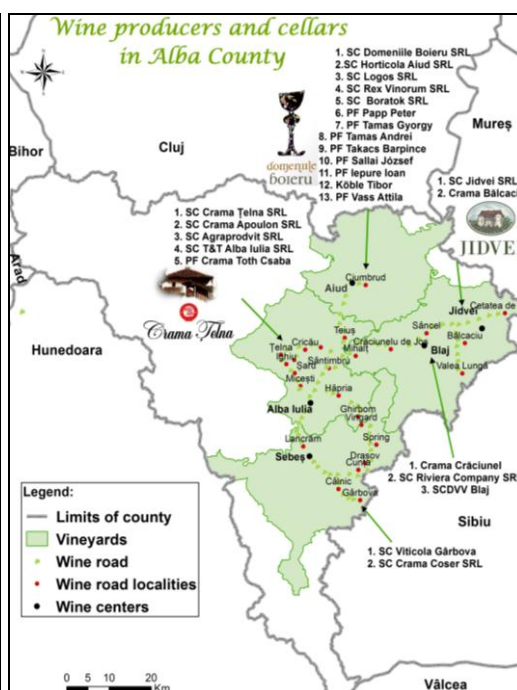 Wine producers and cellars
in Alba County
1. SC Domeniile Boieru SRL
2.SC Horticola Aiud SRL
3. SC Logos SRL
4. SC Rex Vinorum SRL
5. SC Boratok SRL
6. PF Papp Peter
7. PF Tamas Gyorgy
8. PF Tamas Andrei
9. PF Takacs Barpince
10. PF Sallai József
11. PF Iepure Ioan
12. Köble Tibor
13. PF Vass Attila
domeniile
boieru
Mureș
Bihor
Cluj
1. SC Jidvei SRL
2. Crama Bălcaci
JIDVE
1. SC Crama Țelna SRL
2. SC Crama Apoulon SRL
3. SC Agraprodvit SRL
4. SC T&T Alba Iulia SRL
5. PF Crama Toth Csaba
Crama Țelna
Arad
Hunedoara
Aiud
Ciumbrud
Jidvei
Cetatea de
Teiuș
Sâncel
Crăciunelu de Jos
Bălcaciu
Țelna
Cricău
Mihalț
Blaj
Ighiu
Șard
Sântimbru
Valea Lungă
Micești
Hăpria
Alba Iulia
Ghirbom
Vingard
Lancrăm
Spring
Sebeș
Drașov
Cunța
Câlnic
Gârbova
1. Crama Crăciunel
2. SC Riviera Company SR
3. SCDVV Blaj
Sibiu
1. SC Viticola Gârbova
2. SC Crama Coser SRL
Legend:
Limits of county
Vineyards
Wine road
Wine road localities
Wine centers
0 5 10 20
Km
Vâlcea